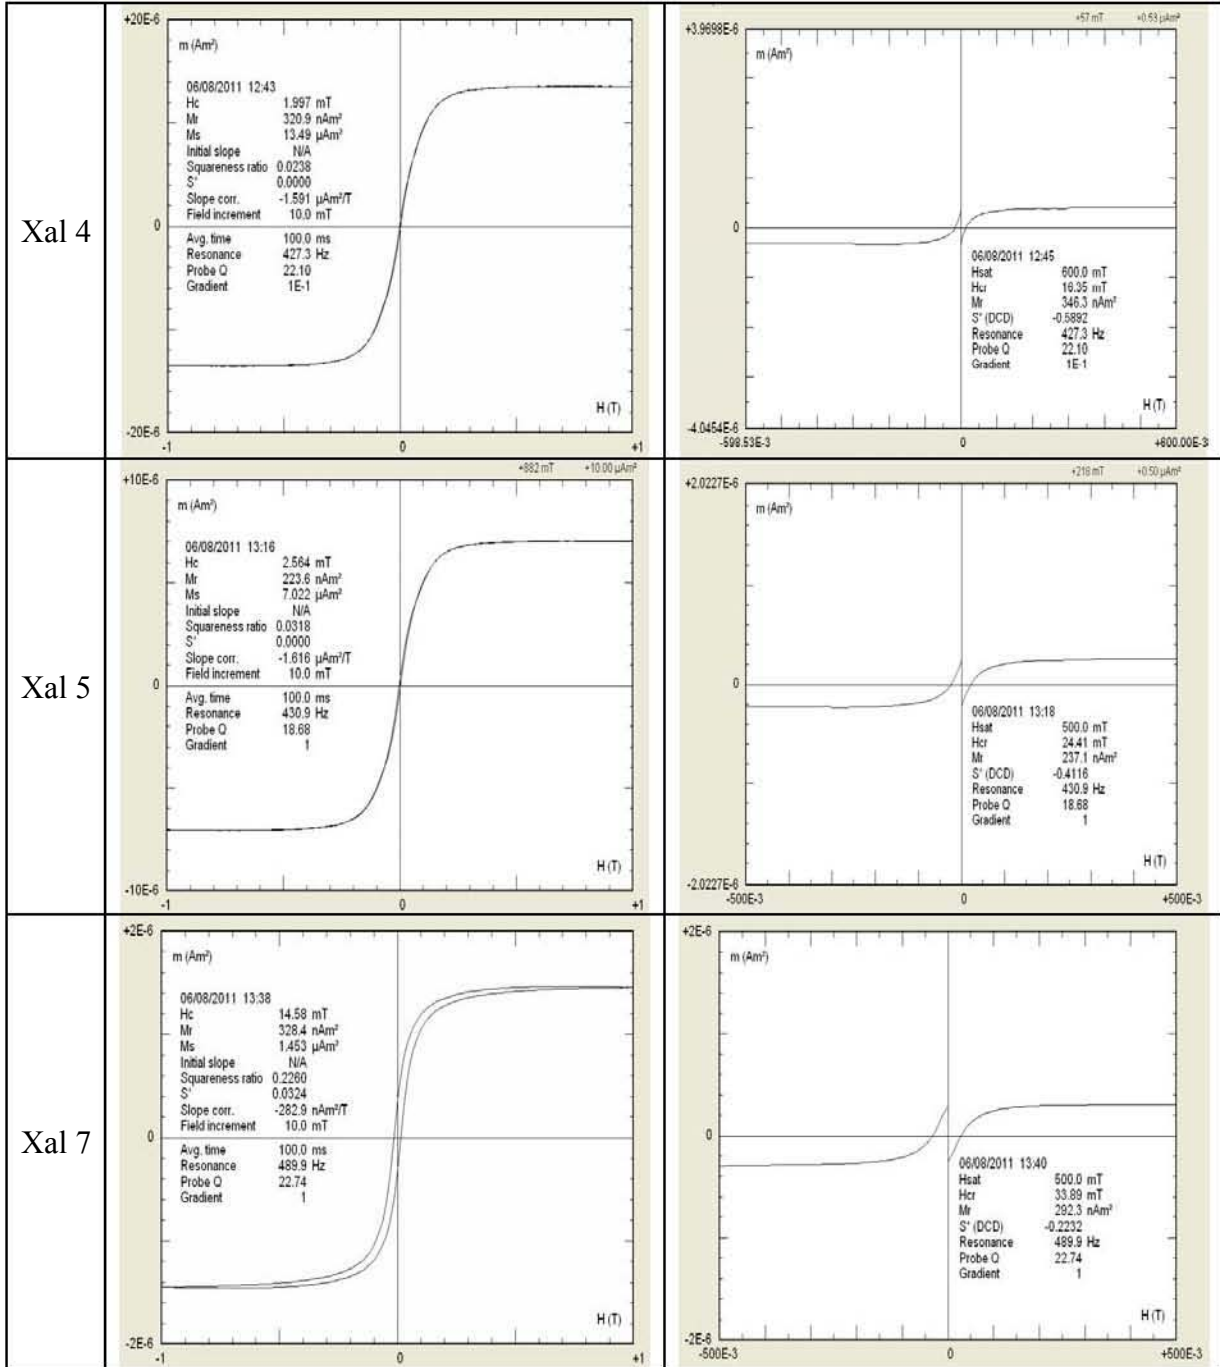 Xal 4
+20E-6
m (Am²)
06/08/2011 12:43
Hc 1.997 mT
Mr 320.9 nAm²
Ms 13.49 µAm²
Initial slope N/A
Squareness ratio 0.0238
S* 0.0000
Slope corr. -1.591 µAm²/T
Field increment 10.0 mT
Avg. time 100.0 ms
Resonance 427.3 Hz
Probe Q 22.10
Gradient 1E-1
0
H (T)
-20E-6
-1 0 +1
+57 mT +0.53 µAm²
+3.9698E-6
m (Am²)
0
06/08/2011 12:45
Hsat 600.0 mT
Hcr 16.35 mT
Mr 346.3 nAm²
S* (DCD) -0.5892
Resonance 427.3 Hz
Probe Q 22.10
Gradient 1E-1
H (T)
-4.0454E-6
-598.53E-3 0 +600.00E-3
Xal 5
+882 mT +10.00 µAm²
+10E-6
m (Am²)
06/08/2011 13:16
Hc 2.564 mT
Mr 223.6 nAm²
Ms 7.022 µAm²
Initial slope N/A
Squareness ratio 0.0318
S* 0.0000
Slope corr. -1.616 µAm²/T
Field increment 10.0 mT
0
Avg. time 100.0 ms
Resonance 430.9 Hz
Probe Q 18.68
Gradient 1
H (T)
-10E-6
-1 0 +1
+218 mT +0.50 µAm²
+2.0227E-6
m (Am²)
0
06/08/2011 13:18
Hsat 500.0 mT
Hcr 24.41 mT
Mr 237.1 nAm²
S* (DCD) -0.4116
Resonance 430.9 Hz
Probe Q 18.68
Gradient 1
H (T)
-2.0227E-6
-500E-3 0 +500E-3
Xal 7
+2E-6
m (Am²)
06/08/2011 13:38
Hc 14.58 mT
Mr 328.4 nAm²
Ms 1.453 µAm²
Initial slope N/A
Squareness ratio 0.2260
S* 0.0324
Slope corr. -282.9 nAm²/T
Field increment 10.0 mT
0
Avg. time 100.0 ms
Resonance 489.9 Hz
Probe Q 22.74
Gradient 1
H (T)
-2E-6
-1 0 +1
+2E-6
m (Am²)
0
06/08/2011 13:40
Hsat 500.0 mT
Hcr 33.89 mT
Mr 292.3 nAm²
S* (DCD) -0.2232
Resonance 489.9 Hz
Probe Q 22.74
Gradient 1
H (T)
-2E-6
-500E-3 0 +500E-3